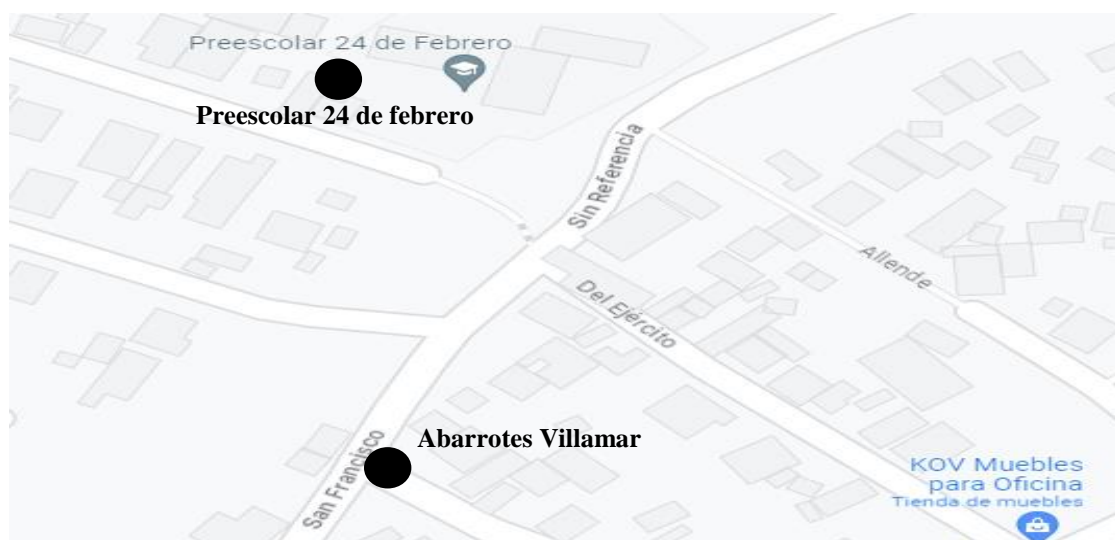 Preescolar 24 de Febrero
Preescolar 24 de febrero
Sin Referencia
Allende
Del Ejército
Abarrotes Villamar
San Francisco
KOV Muebles
para Oficina
Tienda de muebles